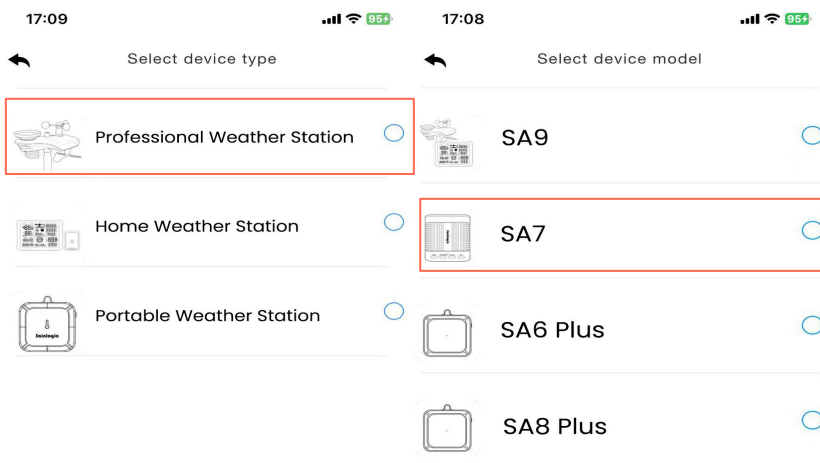 17:09
95
Select device type
Professional Weather Station
Home Weather Station
Portable Weather Station
Sainlogic
17:08
95
Select device model
SA9
SA7
SA6 Plus
SA8 Plus